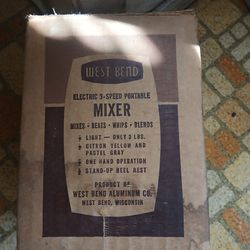 WEST BEND
ELECTRIC 3-SPEED PORTABLE
MIXER
MIXES • BEATS • WHIPS • BLENDS
LIGHT - ONLY 3 LBS.
CITRON YELLOW AND
PASTEL GRAY
ONE HAND OPERATION
STAND-UP HEEL REST
PRODUCT OF
WEST BEND ALUMINUM CO.
WEST BEND, WISCONSIN